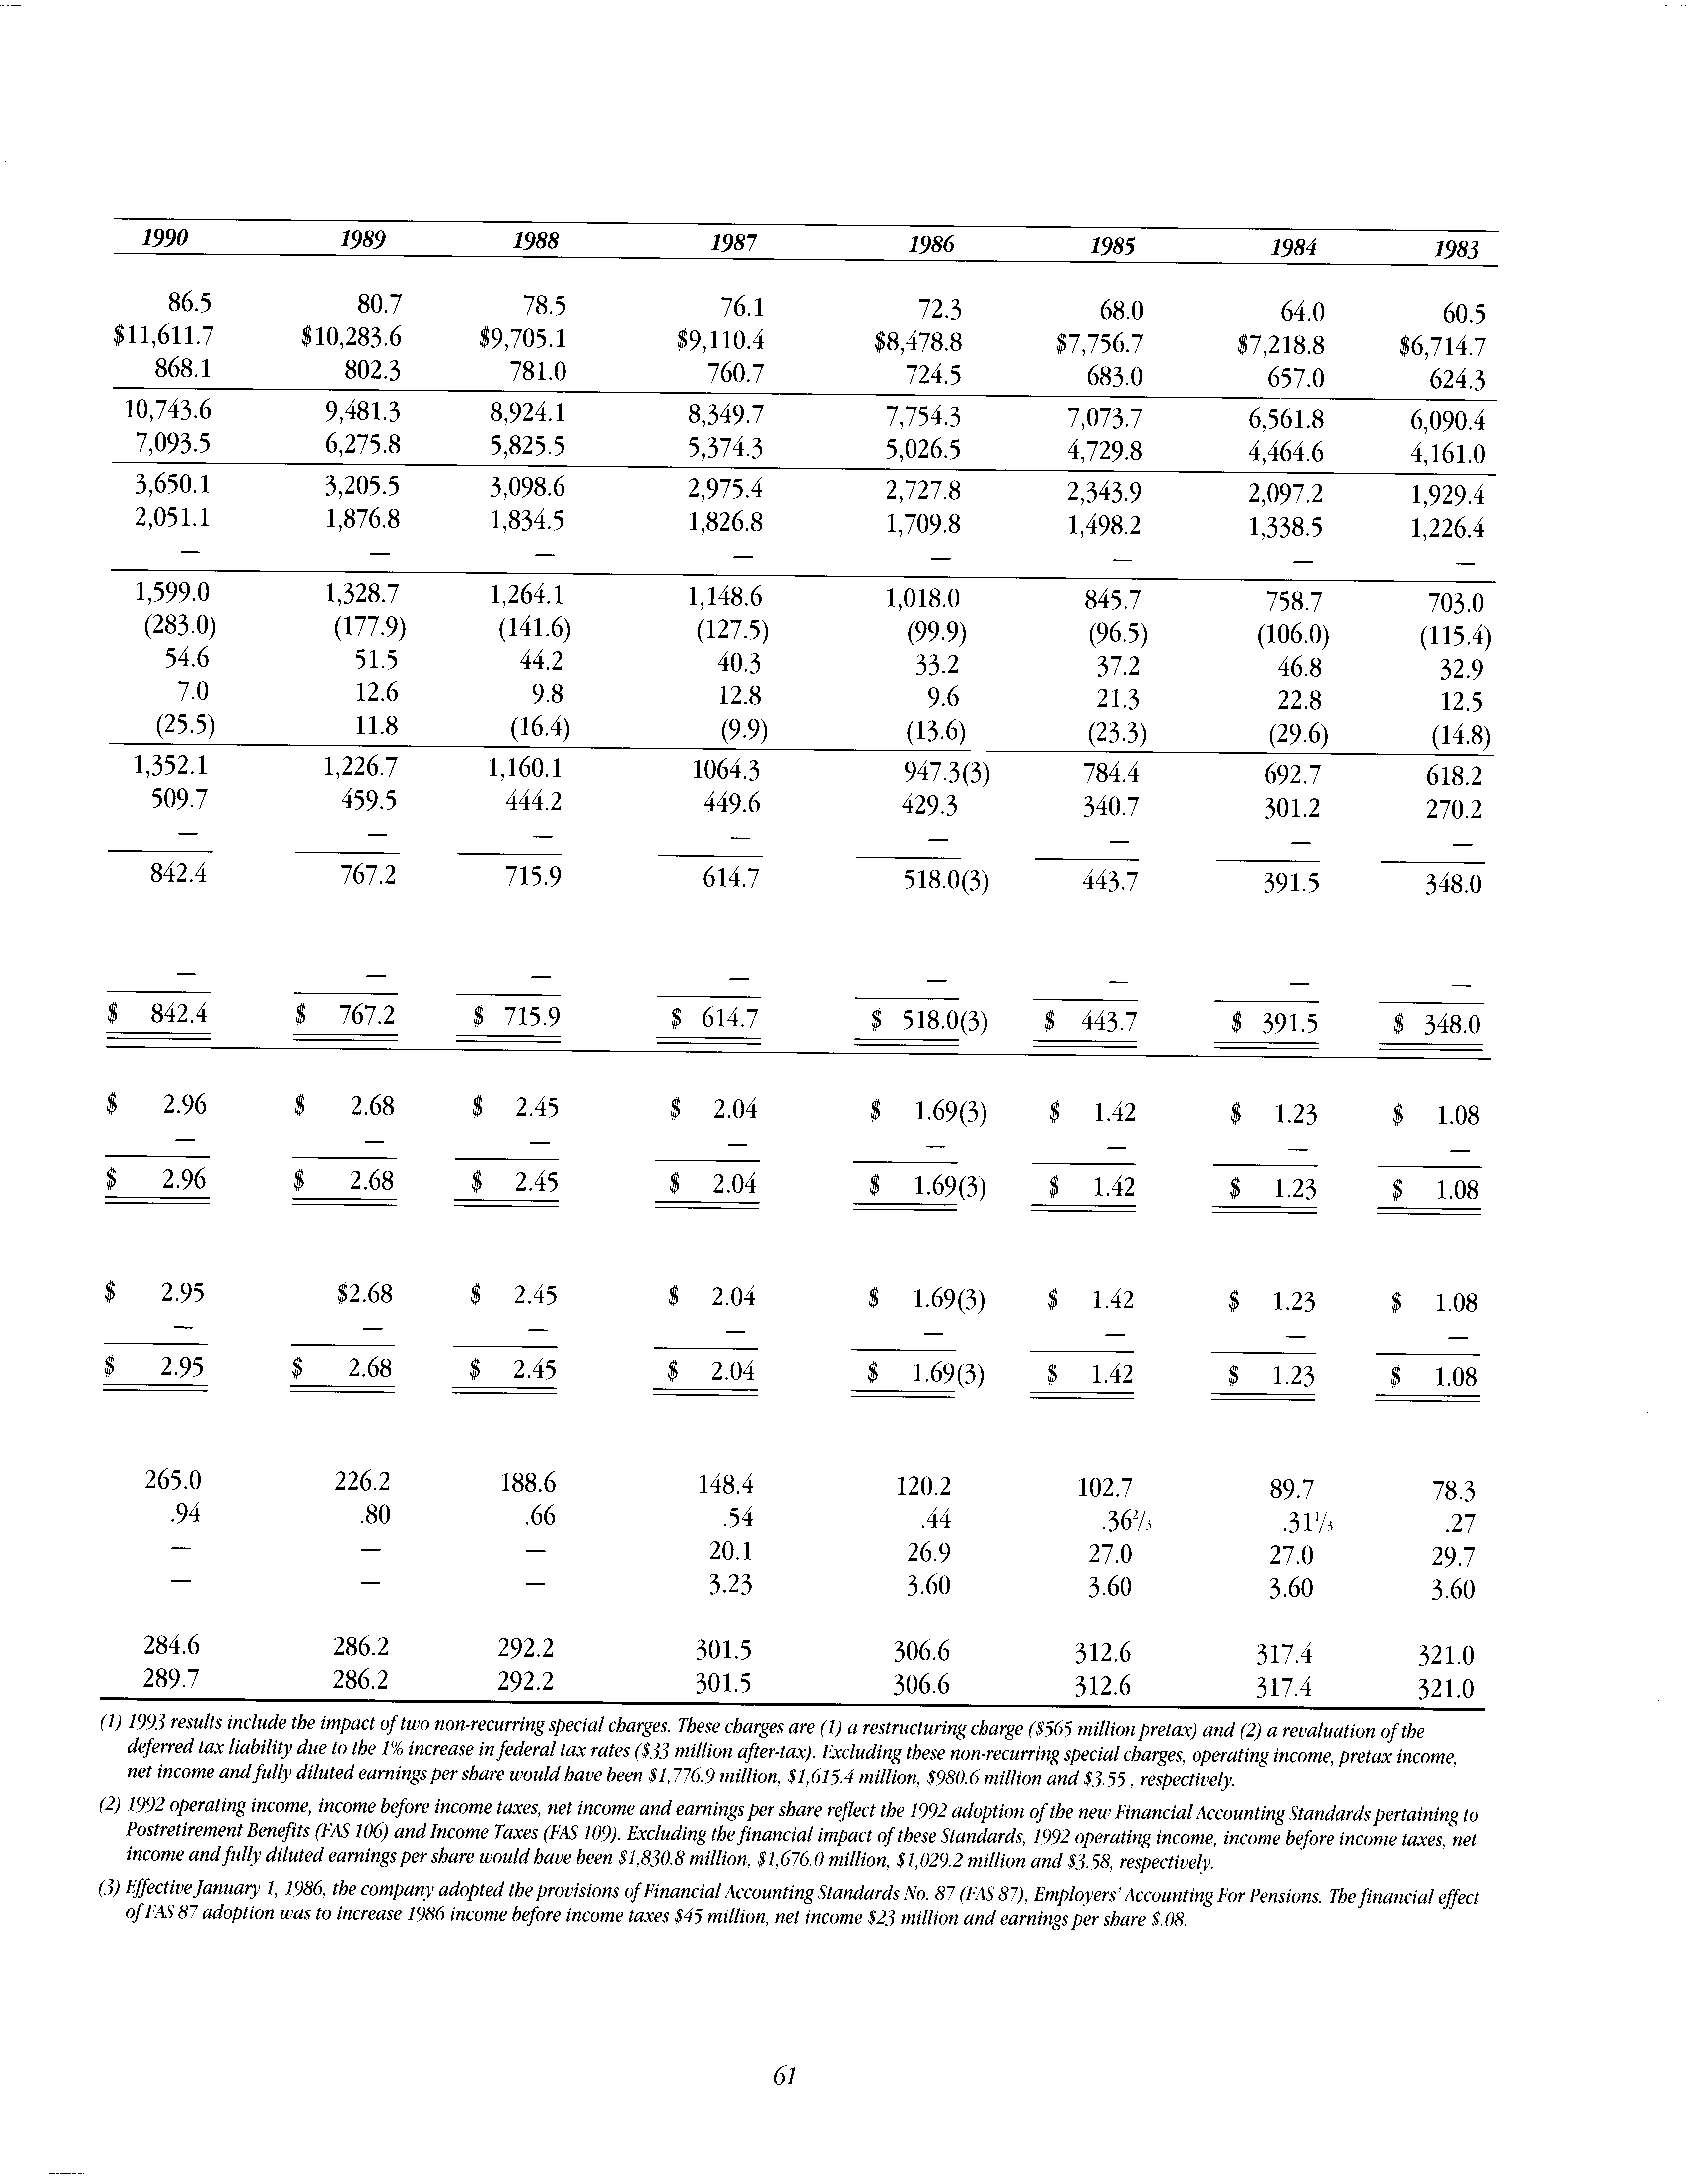 1990 1989 1988 1987 1986 1985 1984 1983
86.5 80.7 78.5 76.1 72.3 68.0 64.0 60.5
$11,611.7 $10,283.6 $9,705.1 $9,110.4 $8,478.8 $7,756.7 $7,218.8 $6,714.7
868.1 802.3 781.0 760.7 724.5 683.0 657.0 624.3
10,743.6 9,481.3 8,924.1 8,349.7 7,754.3 7,073.7 6,561.8 6,090.4
7,093.5 6,275.8 5,825.5 5,374.3 5,026.5 4,729.8 4,464.6 4,161.0
3,650.1 3,205.5 3,098.6 2,975.4 2,727.8 2,343.9 2,097.2 1,929.4
2,051.1 1,876.8 1,834.5 1,826.8 1,709.8 1,498.2 1,338.5 1,226.4
— — — — — — — —
1,599.0 1,328.7 1,264.1 1,148.6 1,018.0 845.7 758.7 703.0
(283.0) (177.9) (141.6) (127.5) (99.9) (96.5) (106.0) (115.4)
54.6 51.5 44.2 40.3 33.2 37.2 46.8 32.9
7.0 12.6 9.8 12.8 9.6 21.3 22.8 12.5
(25.5) 11.8 (16.4) (9.9) (13.6) (23.3) (29.6) (14.8)
1,352.1 1,226.7 1,160.1 1064.3 947.3(3) 784.4 692.7 618.2
509.7 459.5 444.2 449.6 429.3 340.7 301.2 270.2
— — — — — — — —
842.4 767.2 715.9 614.7 518.0(3) 443.7 391.5 348.0
— — — — — — — —
$ 842.4 $ 767.2 $ 715.9 $ 614.7 $ 518.0(3) $ 443.7 $ 391.5 $ 348.0
$ 2.96 $ 2.68 $ 2.45 $ 2.04 $ 1.69(3) $ 1.42 $ 1.23 $ 1.08
— — — — — — — —
$ 2.96 $ 2.68 $ 2.45 $ 2.04 $ 1.69(3) $ 1.42 $ 1.23 $ 1.08
$ 2.95 $2.68 $ 2.45 $ 2.04 $ 1.69(3) $ 1.42 $ 1.23 $ 1.08
— — — — — — — —
$ 2.95 $ 2.68 $ 2.45 $ 2.04 $ 1.69(3) $ 1.42 $ 1.23 $ 1.08
265.0 226.2 188.6 148.4 120.2 102.7 89.7 78.3
.94 .80 .66 .54 .44 .36²/₃ .31¹/₃ .27
— — — 20.1 26.9 27.0 27.0 29.7
— — — 3.23 3.60 3.60 3.60 3.60
284.6 286.2 292.2 301.5 306.6 312.6 317.4 321.0
289.7 286.2 292.2 301.5 306.6 312.6 317.4 321.0
(1) 1993 results include the impact of two non-recurring special charges. These charges are (1) a restructuring charge ($565 million pretax) and (2) a revaluation of the
deferred tax liability due to the 1% increase in federal tax rates ($33 million after-tax). Excluding these non-recurring special charges, operating income, pretax income,
net income and fully diluted earnings per share would have been $1,776.9 million, $1,615.4 million, $980.6 million and $3.55 , respectively.
(2) 1992 operating income, income before income taxes, net income and earnings per share reflect the 1992 adoption of the new Financial Accounting Standards pertaining to
Postretirement Benefits (FAS 106) and Income Taxes (FAS 109). Excluding the financial impact of these Standards, 1992 operating income, income before income taxes, net
income and fully diluted earnings per share would have been $1,830.8 million, $1,676.0 million, $1,029.2 million and $3.58, respectively.
(3) Effective January 1, 1986, the company adopted the provisions of Financial Accounting Standards No. 87 (FAS 87), Employers' Accounting For Pensions. The financial effect
of FAS 87 adoption was to increase 1986 income before income taxes $45 million, net income $23 million and earnings per share $.08.
61